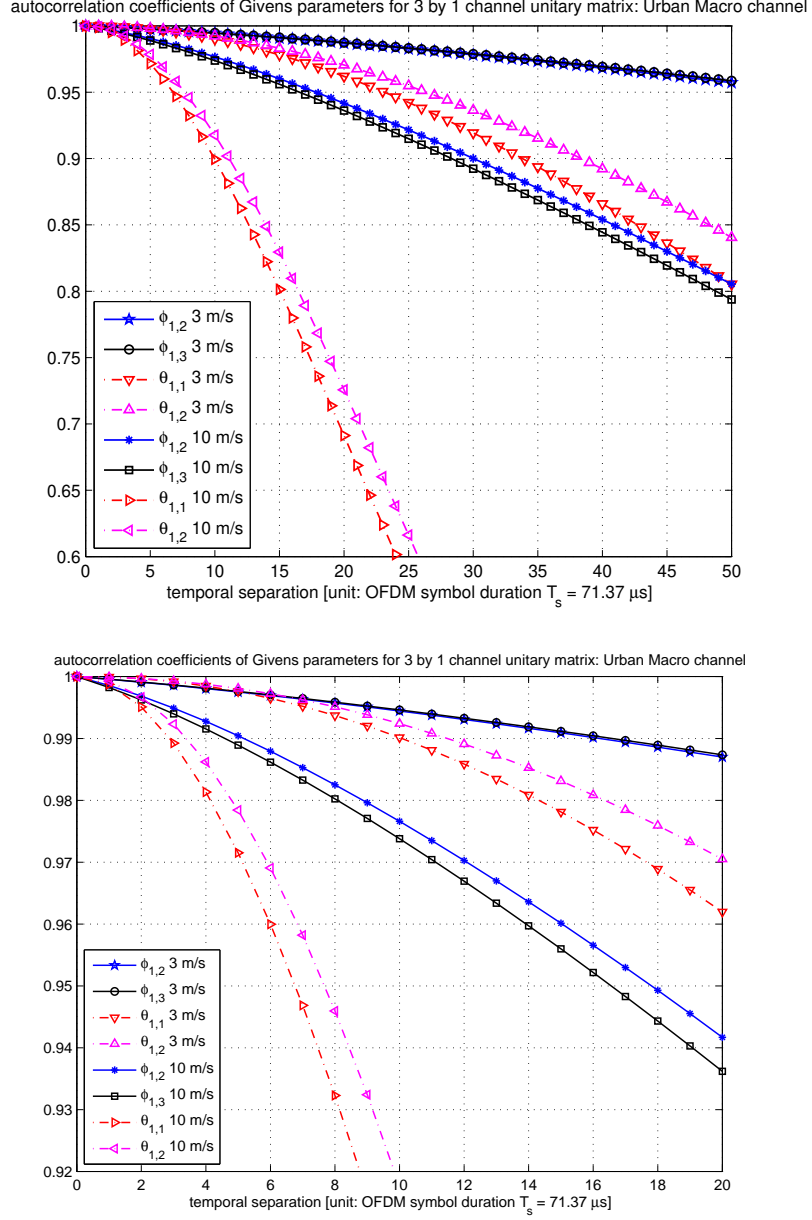 autocorrelation coefficients of Givens parameters for 3 by 1 channel unitary matrix: Urban Macro channel
1
0.95
0.9
0.85
0.8
0.75
0.7
0.65
0.6
ϕ1,2 3 m/s
ϕ1,3 3 m/s
θ1,1 3 m/s
θ1,2 3 m/s
ϕ1,2 10 m/s
ϕ1,3 10 m/s
θ1,1 10 m/s
θ1,2 10 m/s
0 5 10 15 20 25 30 35 40 45 50
temporal separation [unit: OFDM symbol duration Ts = 71.37 μs]
autocorrelation coefficients of Givens parameters for 3 by 1 channel unitary matrix: Urban Macro channel
1
0.99
0.98
0.97
0.96
0.95
0.94
0.93
0.92
ϕ1,2 3 m/s
ϕ1,3 3 m/s
θ1,1 3 m/s
θ1,2 3 m/s
ϕ1,2 10 m/s
ϕ1,3 10 m/s
θ1,1 10 m/s
θ1,2 10 m/s
0 2 4 6 8 10 12 14 16 18 20
temporal separation [unit: OFDM symbol duration Ts = 71.37 μs]